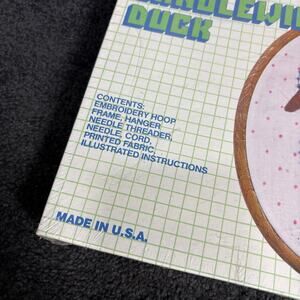 DUCK
CONTENTS:
EMBROIDERY HOOP
FRAME, HANGER
NEEDLE THREADER,
NEEDLE, CORD,
PRINTED FABRIC,
ILLUSTRATED INSTRUCTIONS
MADE IN U.S.A.